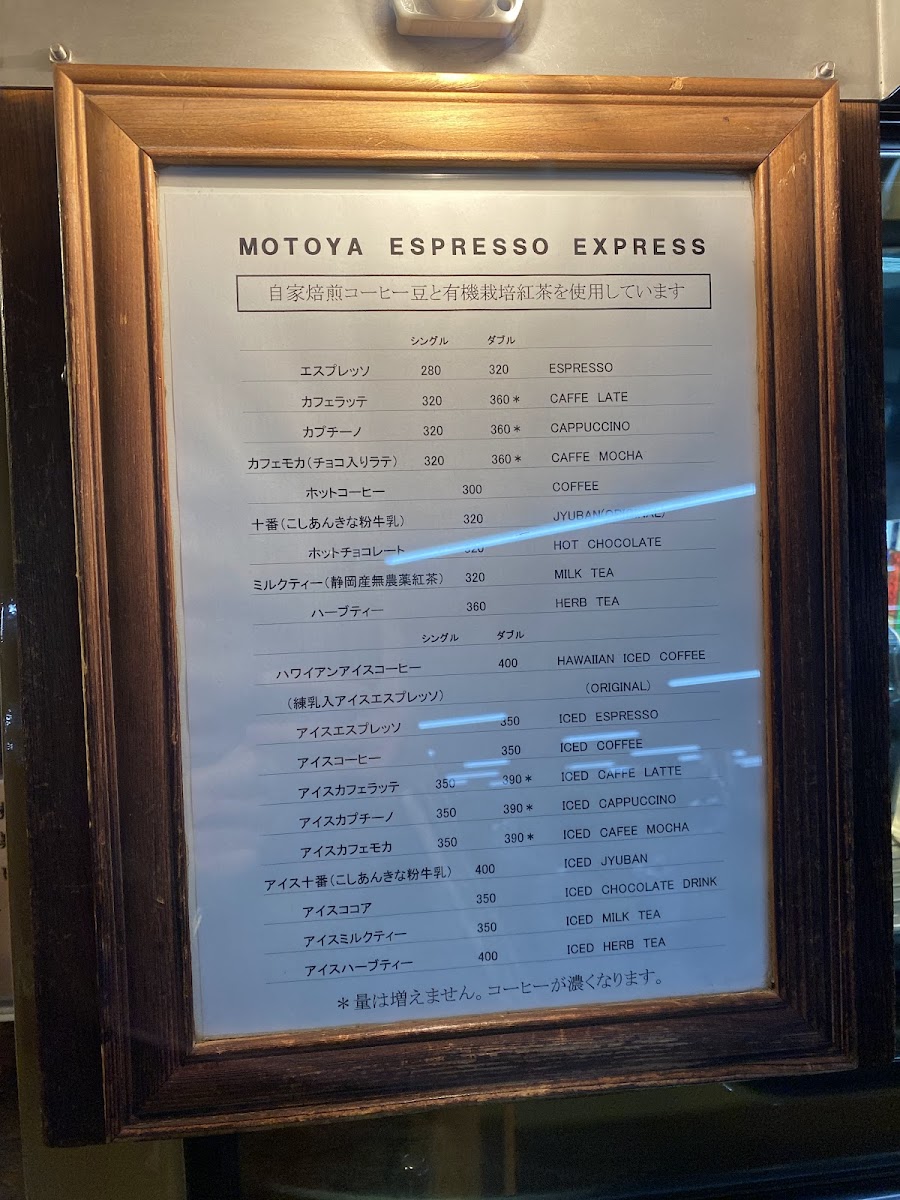 MOTOYA ESPRESSO EXPRESS
自家焙煎コーヒー豆と有機栽培紅茶を使用しています
シングル ダブル
エスプレッソ 280 320 ESPRESSO
カフェラッテ 320 360＊ CAFFE LATE
カプチーノ 320 360＊ CAPPUCCINO
カフェモカ(チョコ入りラテ) 320 360＊ CAFFE MOCHA
ホットコーヒー 300 COFFEE
十番(こしあんきな粉牛乳) 320 JYUBAN(ORIGINAL)
ホットチョコレート 320 HOT CHOCOLATE
ミルクティー(静岡産無農薬紅茶) 320 MILK TEA
ハーブティー 360 HERB TEA
シングル ダブル
ハワイアンアイスコーヒー 400 HAWAIIAN ICED COFFEE
(練乳入アイスエスプレッソ) (ORIGINAL)
アイスエスプレッソ 350 ICED ESPRESSO
アイスコーヒー 350 ICED COFFEE
アイスカフェラッテ 350 390＊ ICED CAFFE LATTE
アイスカプチーノ 350 390＊ ICED CAPPUCCINO
アイスカフェモカ 350 390＊ ICED CAFEE MOCHA
アイス十番(こしあんきな粉牛乳) 400 ICED JYUBAN
アイスココア 350 ICED CHOCOLATE DRINK
アイスミルクティー 350 ICED MILK TEA
アイスハーブティー 400 ICED HERB TEA
＊量は増えません。コーヒーが濃くなります。